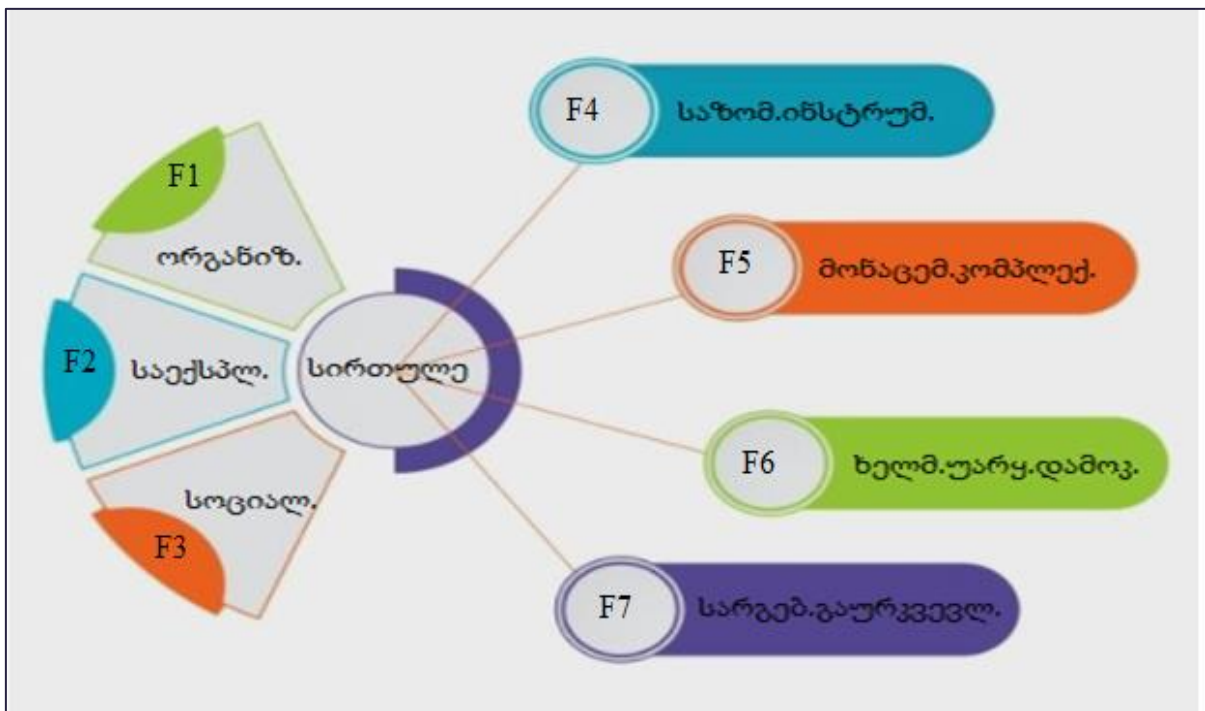 F1
ორგანიზ.
F2
საექსპლ.
F3
სოციალ.
სირთულე
F4
საზომ.ინსტრუმ.
F5
მონაცემ.კომპლექ.
F6
ხელმ.უარყ.დამოკ.
F7
სარგებ.გაურკვევლ.